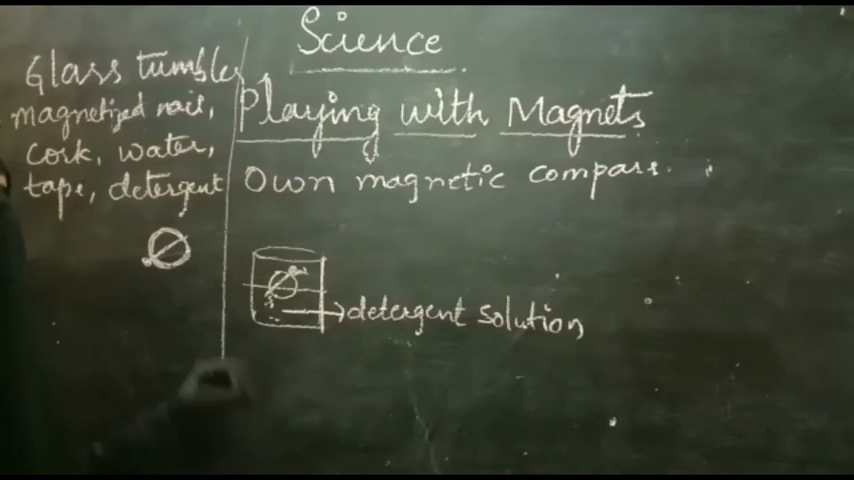 Science
Glass tumbler
magnetized nail,
cork, water,
tape, detergent
Playing with Magnets
Own magnetic compass.
detergent solution